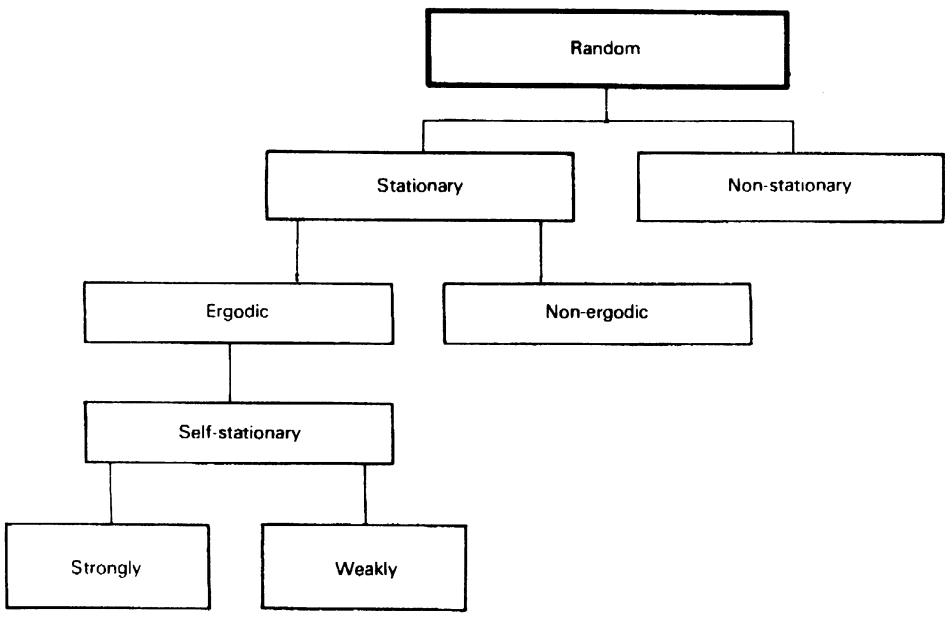 Random
Stationary
Non-stationary
Ergodic
Non-ergodic
Self-stationary
Strongly
Weakly